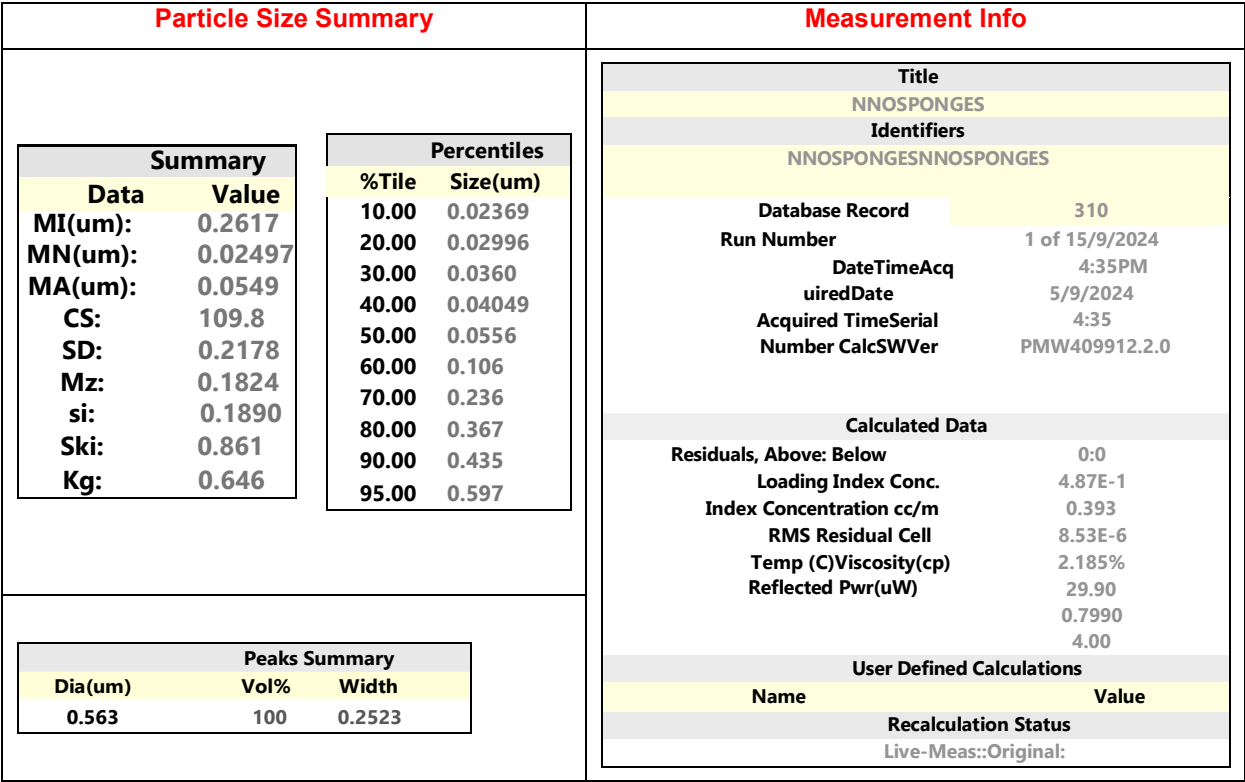 Particle Size Summary
Measurement Info
Summary
Data Value
MI(um): 0.2617
MN(um): 0.02497
MA(um): 0.0549
CS: 109.8
SD: 0.2178
Mz: 0.1824
si: 0.1890
Ski: 0.861
Kg: 0.646
Percentiles
%Tile Size(um)
10.00 0.02369
20.00 0.02996
30.00 0.0360
40.00 0.04049
50.00 0.0556
60.00 0.106
70.00 0.236
80.00 0.367
90.00 0.435
95.00 0.597
Peaks Summary
Dia(um) Vol% Width
0.563 100 0.2523
Title
NNOSPONGES
Identifiers
NNOSPONGESNNOSPONGES
Database Record 310
Run Number 1 of 15/9/2024
DateTimeAcq 4:35PM
uiredDate 5/9/2024
Acquired TimeSerial 4:35
Number CalcSWVer PMW409912.2.0
Calculated Data
Residuals, Above: Below 0:0
Loading Index Conc. 4.87E-1
Index Concentration cc/m 0.393
RMS Residual Cell 8.53E-6
Temp (C)Viscosity(cp) 2.185%
Reflected Pwr(uW) 29.90
0.7990
4.00
User Defined Calculations
Name Value
Recalculation Status
Live-Meas::Original: